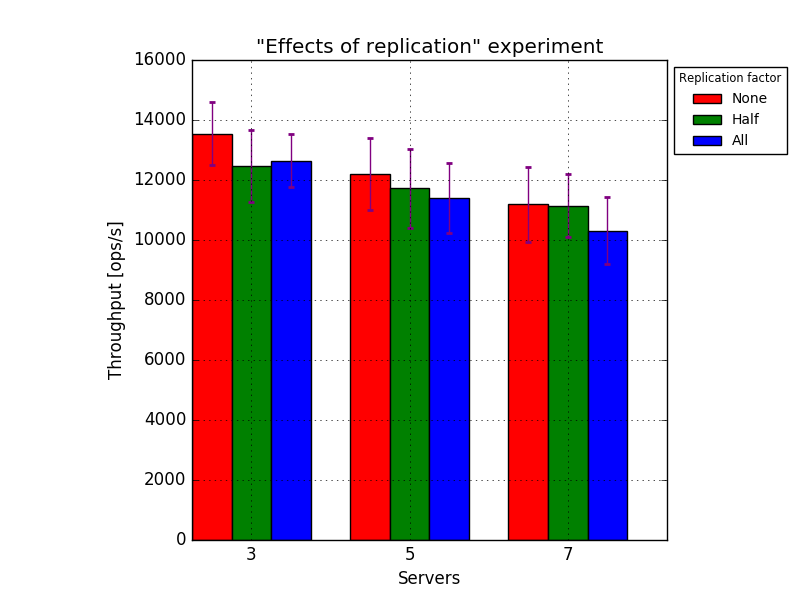 "Effects of replication" experiment
16000
14000
12000
10000
8000
6000
4000
2000
0
Throughput [ops/s]
3 5 7
Servers
Replication factor
None
Half
All